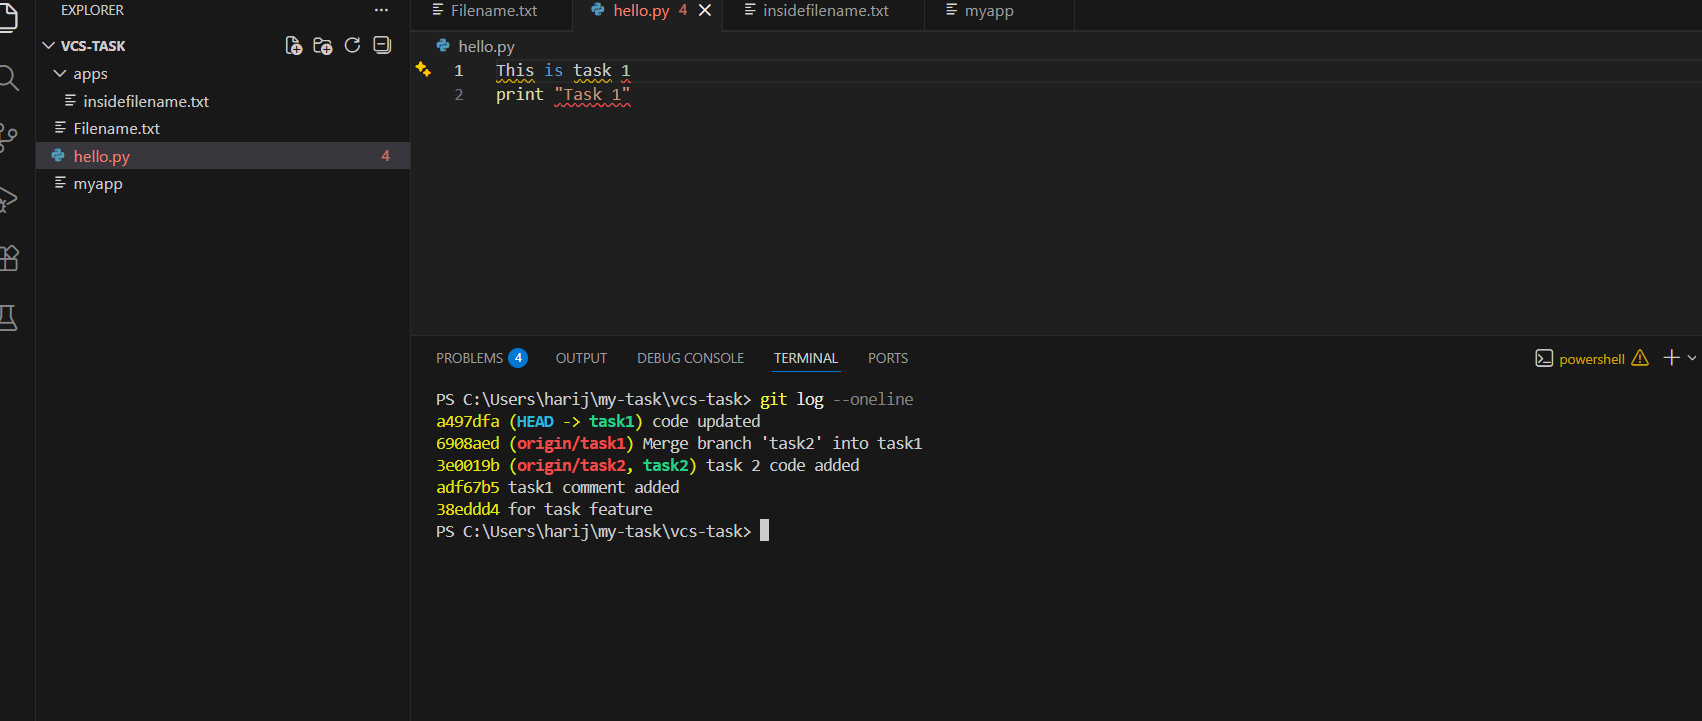 EXPLORER ···
VCS-TASK
apps
insidefilename.txt
Filename.txt
hello.py 4
myapp
Filename.txt hello.py 4 insidefilename.txt myapp
hello.py
1 This is task 1
2 print "Task 1"
PROBLEMS 4 OUTPUT DEBUG CONSOLE TERMINAL PORTS powershell
PS C:\Users\harij\my-task\vcs-task> git log --oneline
a497dfa (HEAD -> task1) code updated
6908aed (origin/task1) Merge branch 'task2' into task1
3e0019b (origin/task2, task2) task 2 code added
adf67b5 task1 comment added
38eddd4 for task feature
PS C:\Users\harij\my-task\vcs-task>